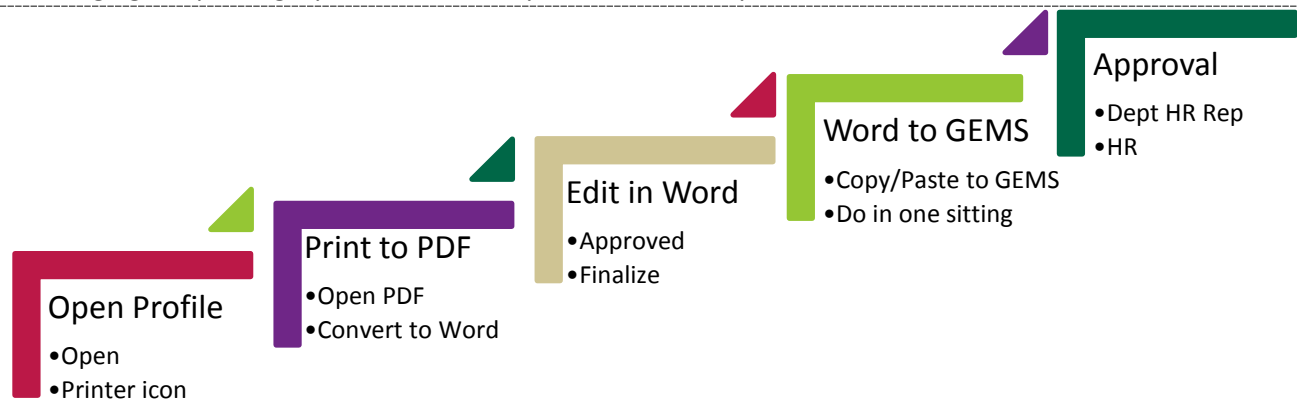 Open Profile
•Open
•Printer icon
Print to PDF
•Open PDF
•Convert to Word
Edit in Word
•Approved
•Finalize
Word to GEMS
•Copy/Paste to GEMS
•Do in one sitting
Approval
•Dept HR Rep
•HR